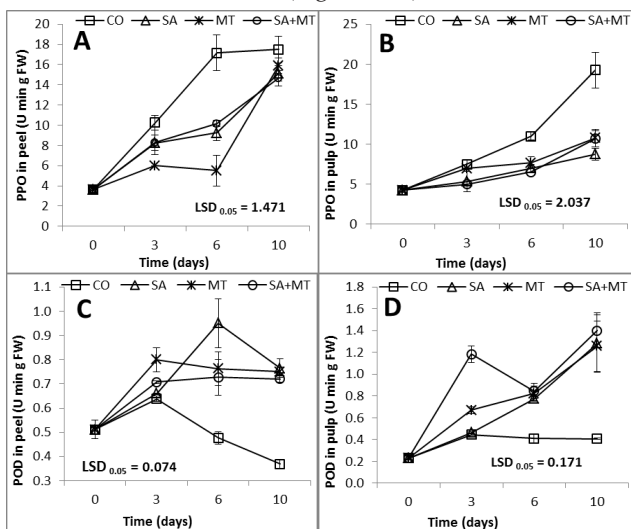 CO SA MT SA+MT
A
PPO in peel (U min g FW)
20
18
16
14
12
10
8
6
4
2
0
LSD 0.05 = 1.471
0 3 6 10
Time (days)
CO SA MT SA+MT
B
PPO in pulp (U min g FW)
25
20
15
10
5
0
LSD 0.05 = 2.037
0 3 6 10
Time (days)
CO SA MT SA+MT
C
POD in peel (U min g FW)
1.1
1.0
0.9
0.8
0.7
0.6
0.5
0.4
0.3
LSD 0.05 = 0.074
0 3 6 10
Time (days)
CO SA MT SA+MT
D
POD in pulp (U min g FW)
1.8
1.6
1.4
1.2
1.0
0.8
0.6
0.4
0.2
0.0
LSD 0.05 = 0.171
0 3 6 10
Time (days)